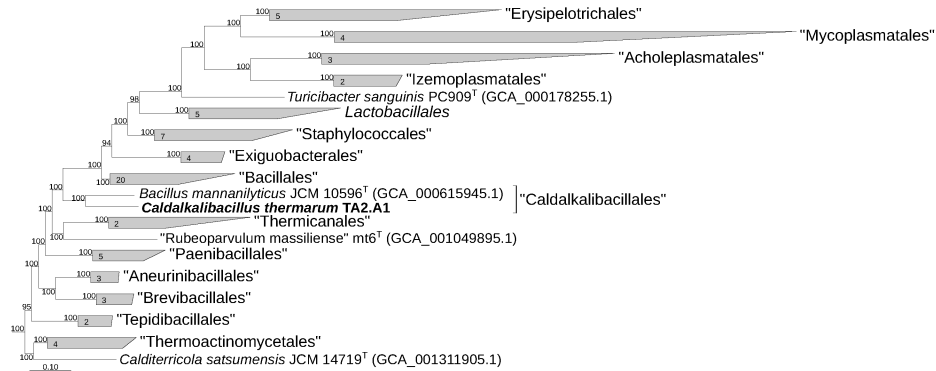 100 5 "Erysipelotrichales"
100
4 "Mycoplasmatales"
100
100 3 "Acholeplasmatales"
100
100 2 "Izemoplasmatales"
100
Turicibacter sanguinis PC909ᵀ (GCA_000178255.1)
98
100 5 Lactobacillales
100
100 7 "Staphylococcales"
94
100 4 "Exiguobacterales"
100
100 20 "Bacillales"
100
Bacillus mannanilyticus JCM 10596ᵀ (GCA_000615945.1)
"Caldalkalibacillales"
100
Caldalkalibacillus thermarum TA2.A1
100
100 2 "Thermicanales"
100
"Rubeoparvulum massiliense" mt6ᵀ (GCA_001049895.1)
100
100 5 "Paenibacillales"
100
100 3 "Aneurinibacillales"
100
100 3 "Brevibacillales"
95
100 2 "Tepidibacillales"
100
100 4 "Thermoactinomycetales"
100
Calditerricola satsumensis JCM 14719ᵀ (GCA_001311905.1)
0.10